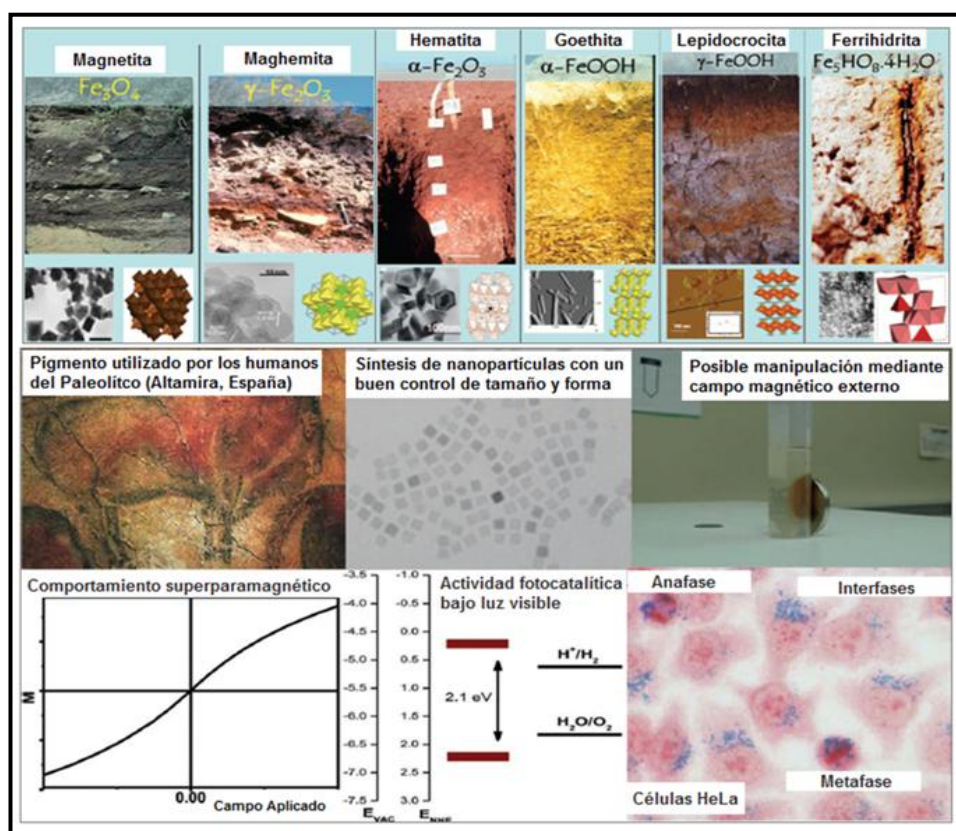 Magnetita
Fe₃O₄
Maghemita
γ-Fe₂O₃
Hematita
α-Fe₂O₃
Goethita
α-FeOOH
Lepidocrocita
γ-FeOOH
Ferrihidrita
Fe₅HO₈.4H₂O
100nm
Pigmento utilizado por los humanos
del Paleolítco (Altamira, España)
Síntesis de nanopartículas con un
buen control de tamaño y forma
Posible manipulación mediante
campo magnético externo
Comportamiento superparamagnético
M
0.00
Campo Aplicado
-3.5
-4.0
-4.5
-5.0
-5.5
-6.0
-6.5
-7.0
-7.5
E_VAC
-1.0
-0.5
0.0
0.5
1.0
1.5
2.0
2.5
3.0
Actividad fotocatalítica
bajo luz visible
2.1 eV
H⁺/H₂
H₂O/O₂
Anafase
Interfases
Metafase
Células HeLa